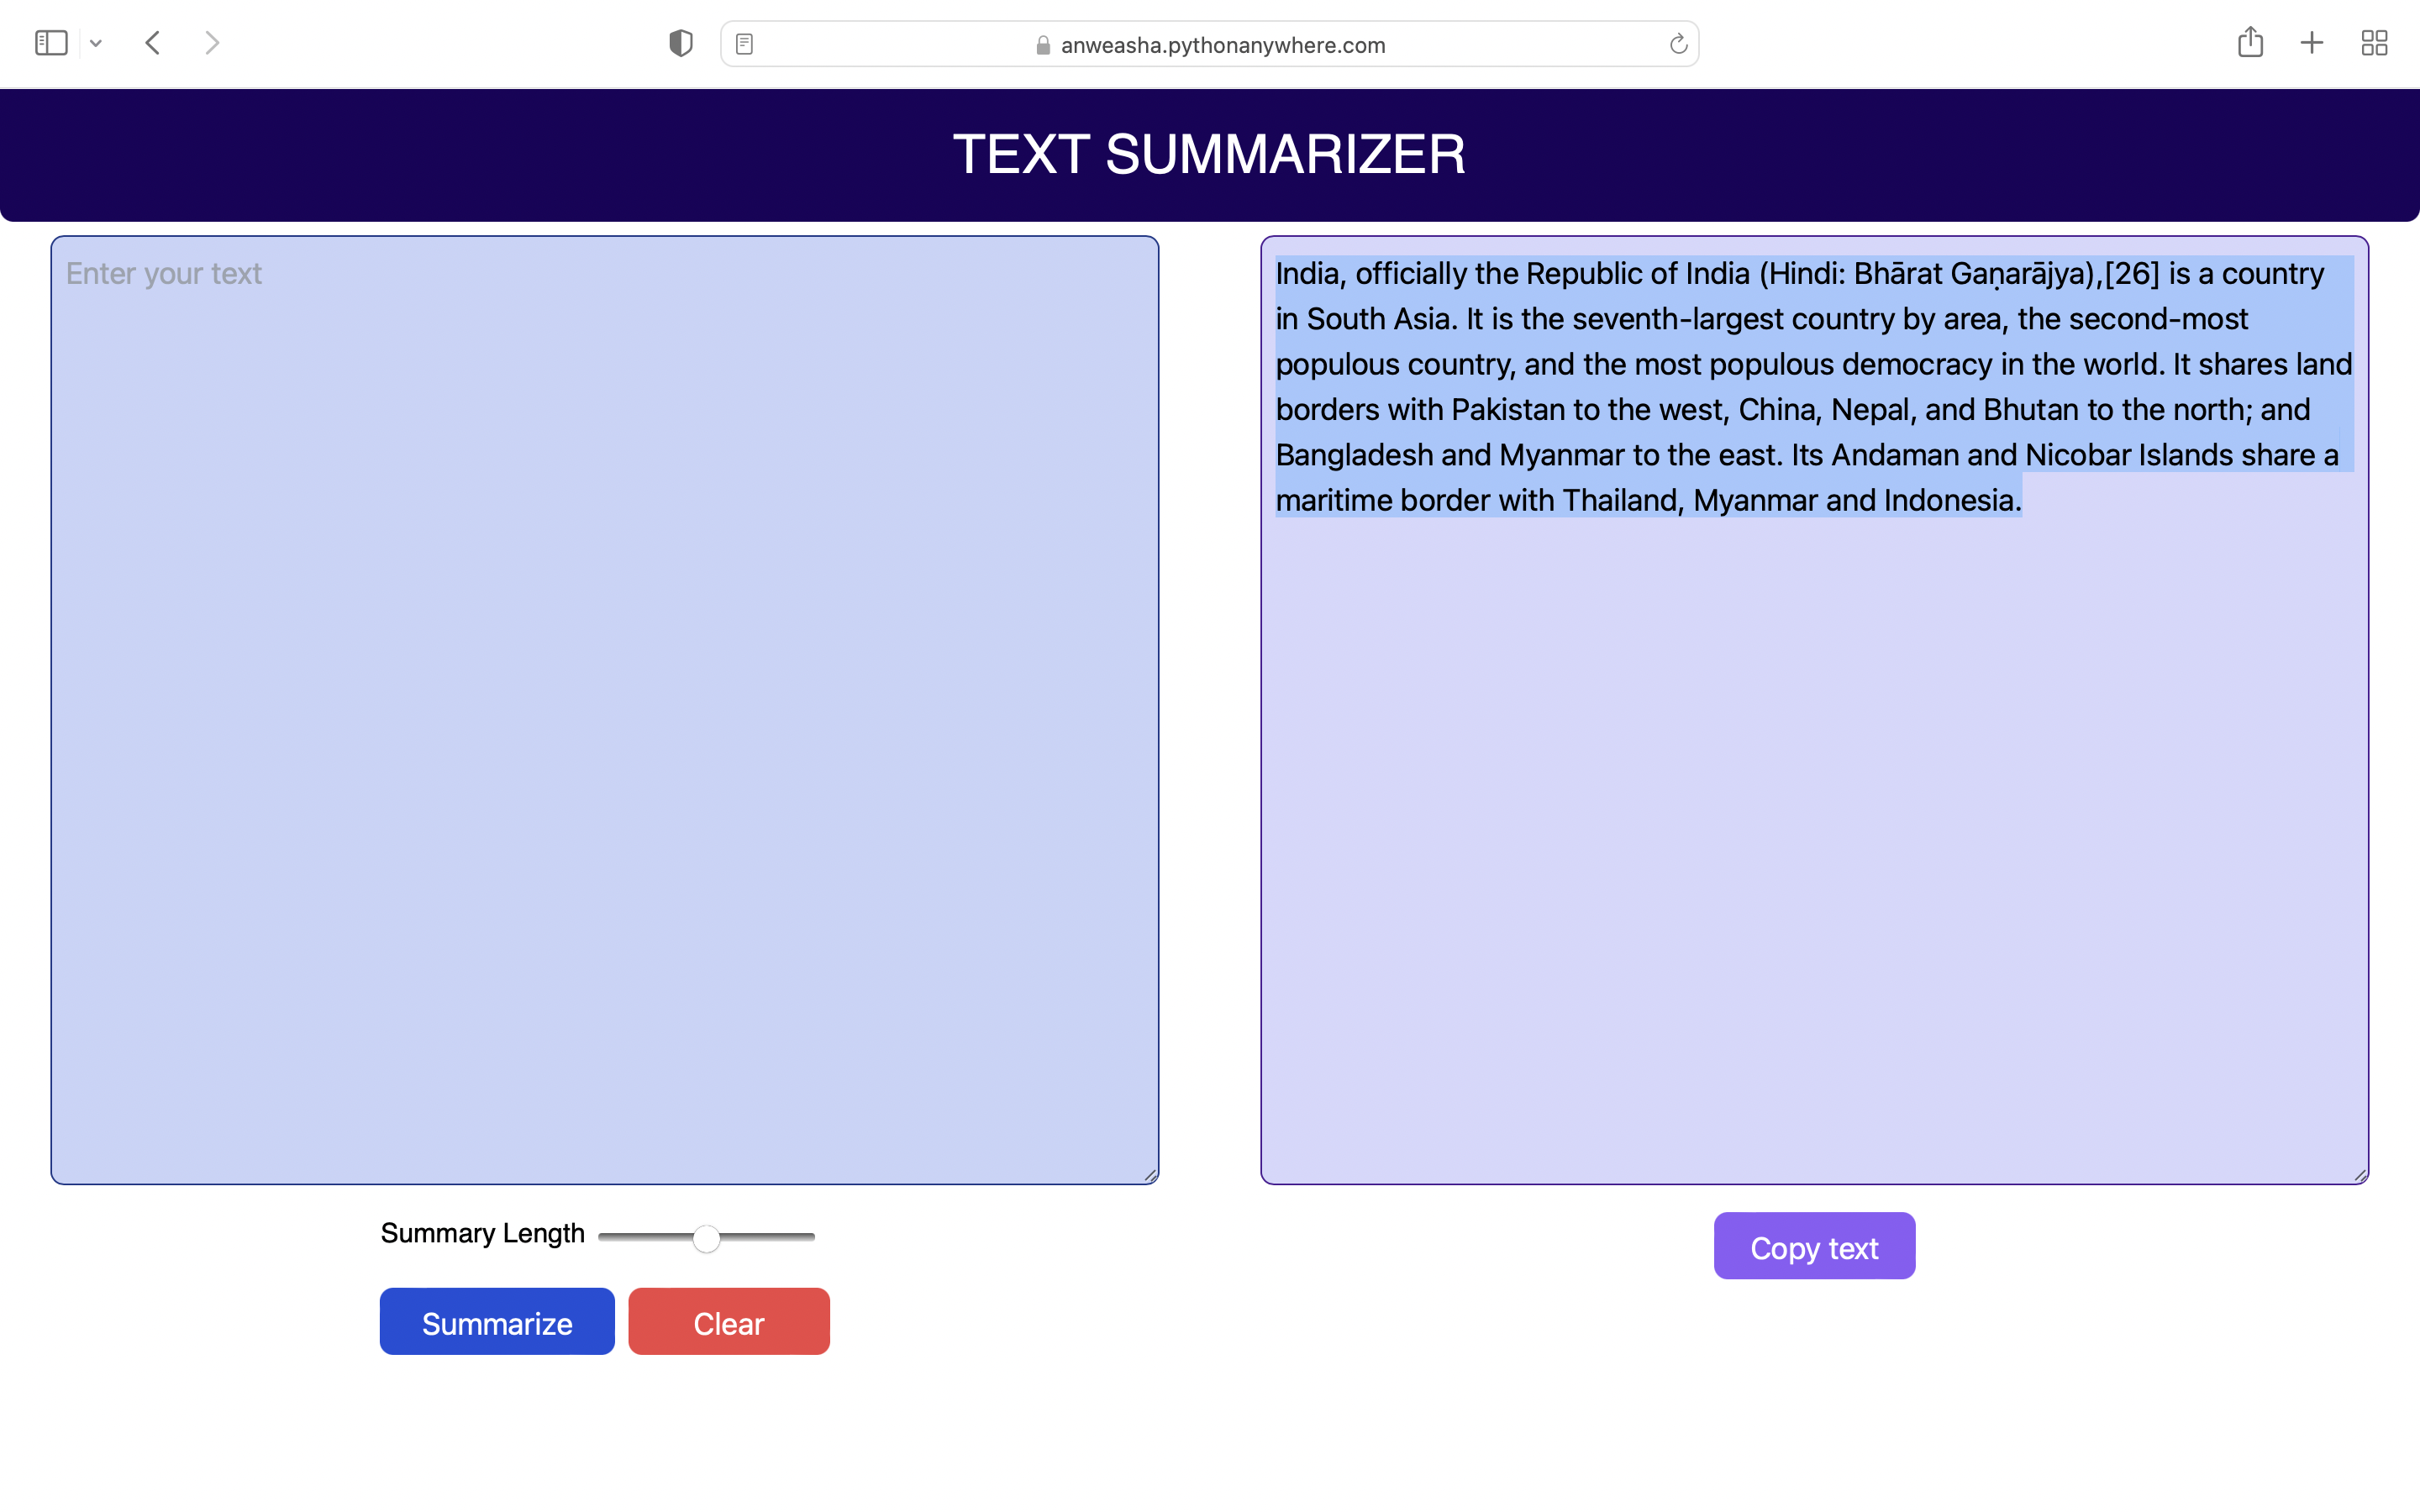 anweasha.pythonanywhere.com
TEXT SUMMARIZER
Enter your text
India, officially the Republic of India (Hindi: Bhārat Gaṇarājya),[26] is a country
in South Asia. It is the seventh-largest country by area, the second-most
populous country, and the most populous democracy in the world. It shares land
borders with Pakistan to the west, China, Nepal, and Bhutan to the north; and
Bangladesh and Myanmar to the east. Its Andaman and Nicobar Islands share a
maritime border with Thailand, Myanmar and Indonesia.
Summary Length
Summarize
Clear
Copy text